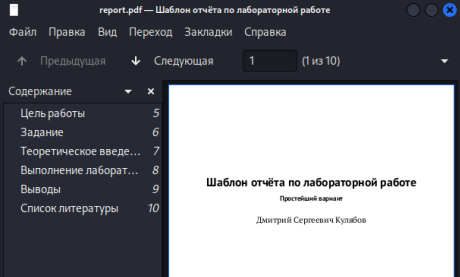 report.pdf — Шаблон отчёта по лабораторной работе
Файл Правка Вид Переход Закладки Справка
Предыдущая Следующая 1 (1 из 10)
Содержание
Цель работы 5
Задание 6
Теоретическое введе... 7
Выполнение лаборат... 8
Выводы 9
Список литературы 10
Шаблон отчёта по лабораторной работе
Простейший вариант
Дмитрий Сергеевич Кулябов